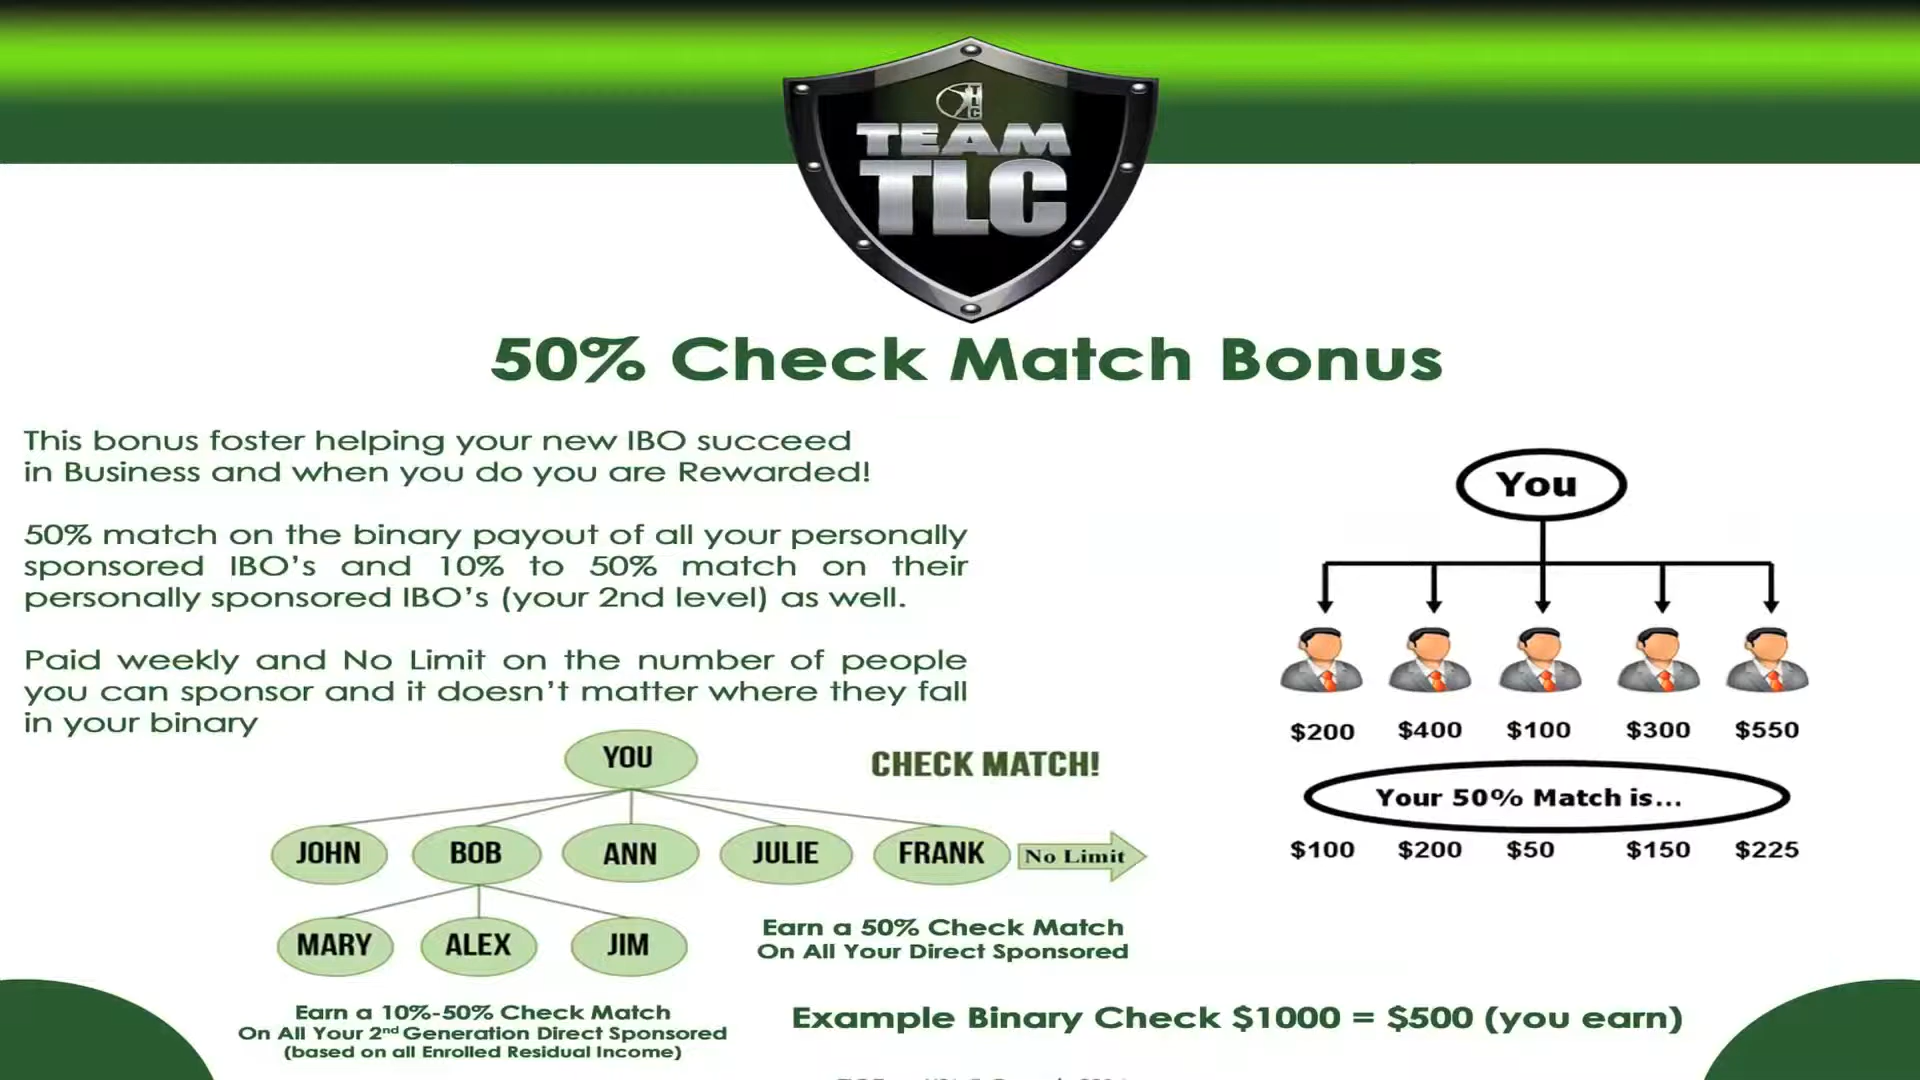 THC
TEAM
TLC
50% Check Match Bonus
This bonus foster helping your new IBO succeed
in Business and when you do you are Rewarded!
50% match on the binary payout of all your personally
sponsored IBO's and 10% to 50% match on their
personally sponsored IBO's (your 2nd level) as well.
Paid weekly and No Limit on the number of people
you can sponsor and it doesn't matter where they fall
in your binary
You
$200 $400 $100 $300 $550
Your 50% Match is...
$100 $200 $50 $150 $225
YOU
CHECK MATCH!
JOHN BOB ANN JULIE FRANK No Limit
MARY ALEX JIM
Earn a 50% Check Match
On All Your Direct Sponsored
Earn a 10%-50% Check Match
On All Your 2nd Generation Direct Sponsored
(based on all Enrolled Residual Income)
Example Binary Check $1000 = $500 (you earn)